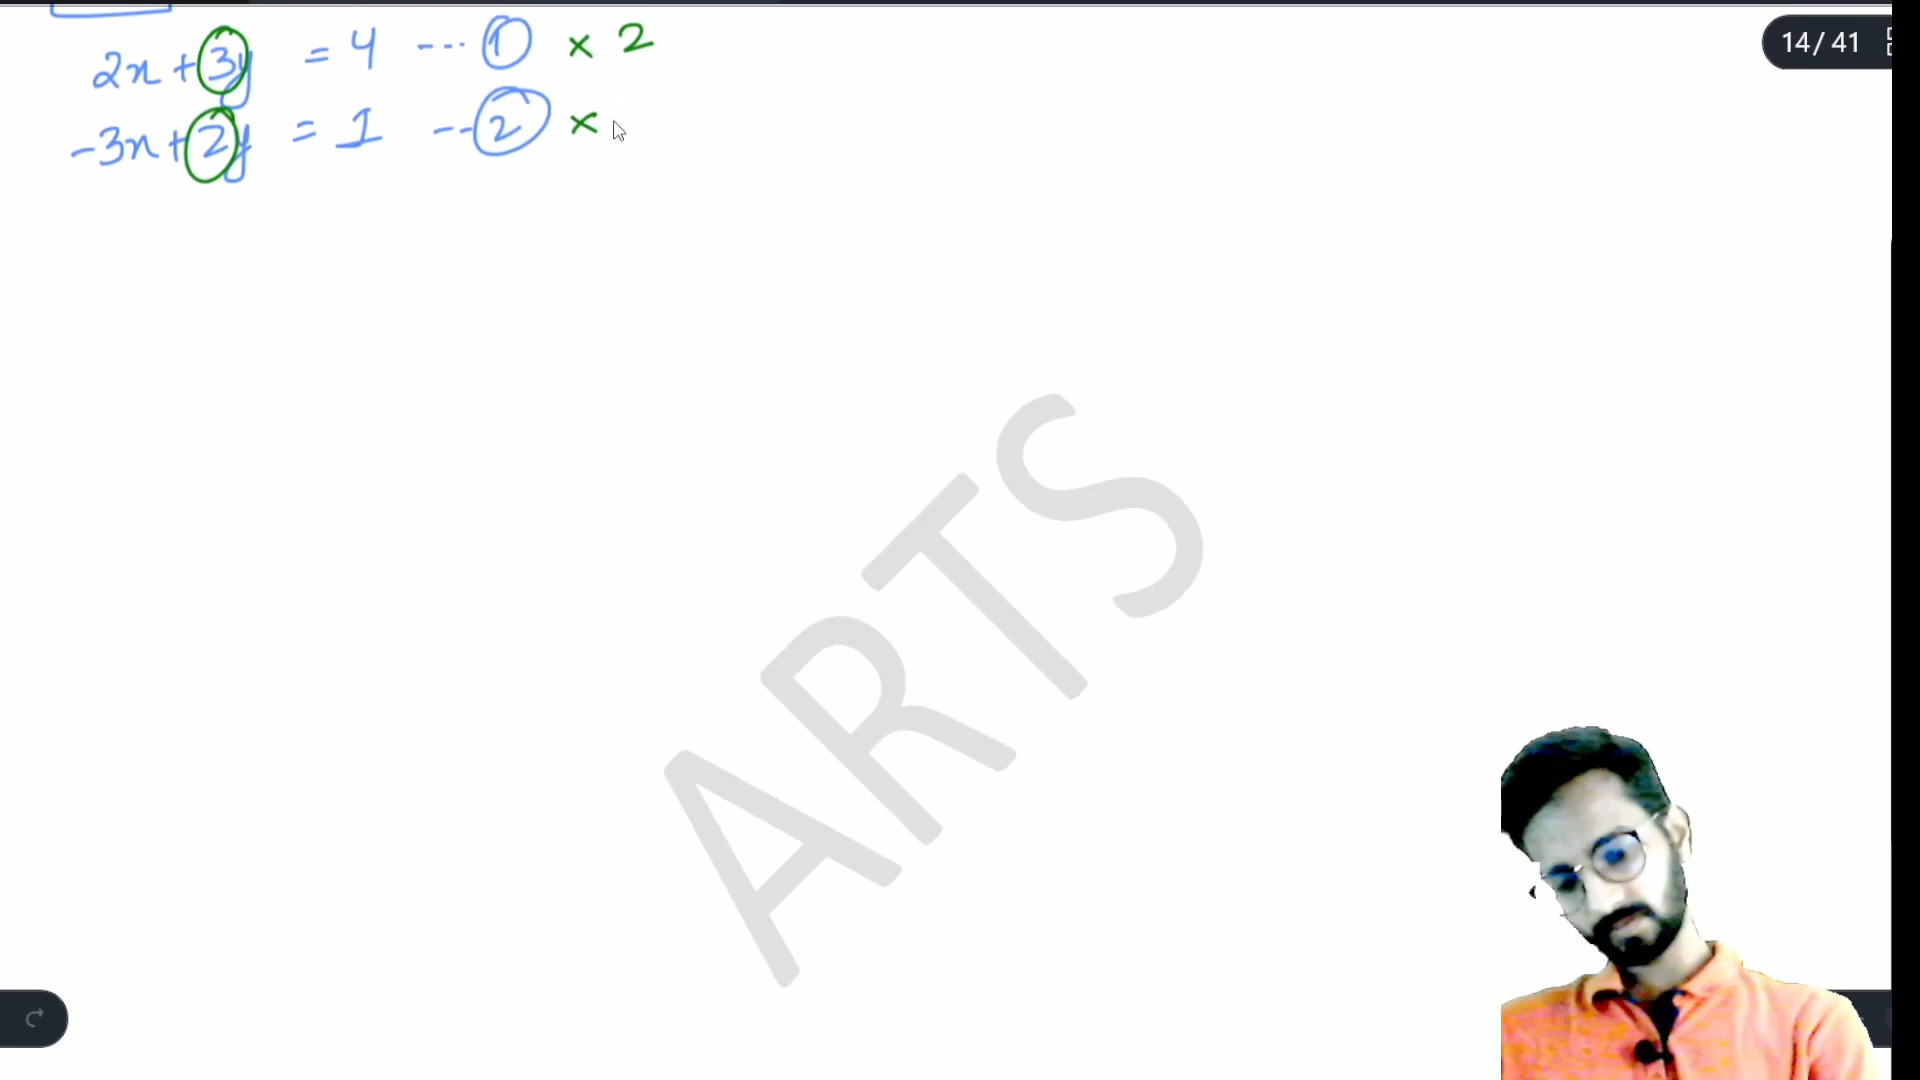 2x + 3y = 4 --- ① × 2
14 / 41
-3x + 2y = 1 -- ② ×
ARTS